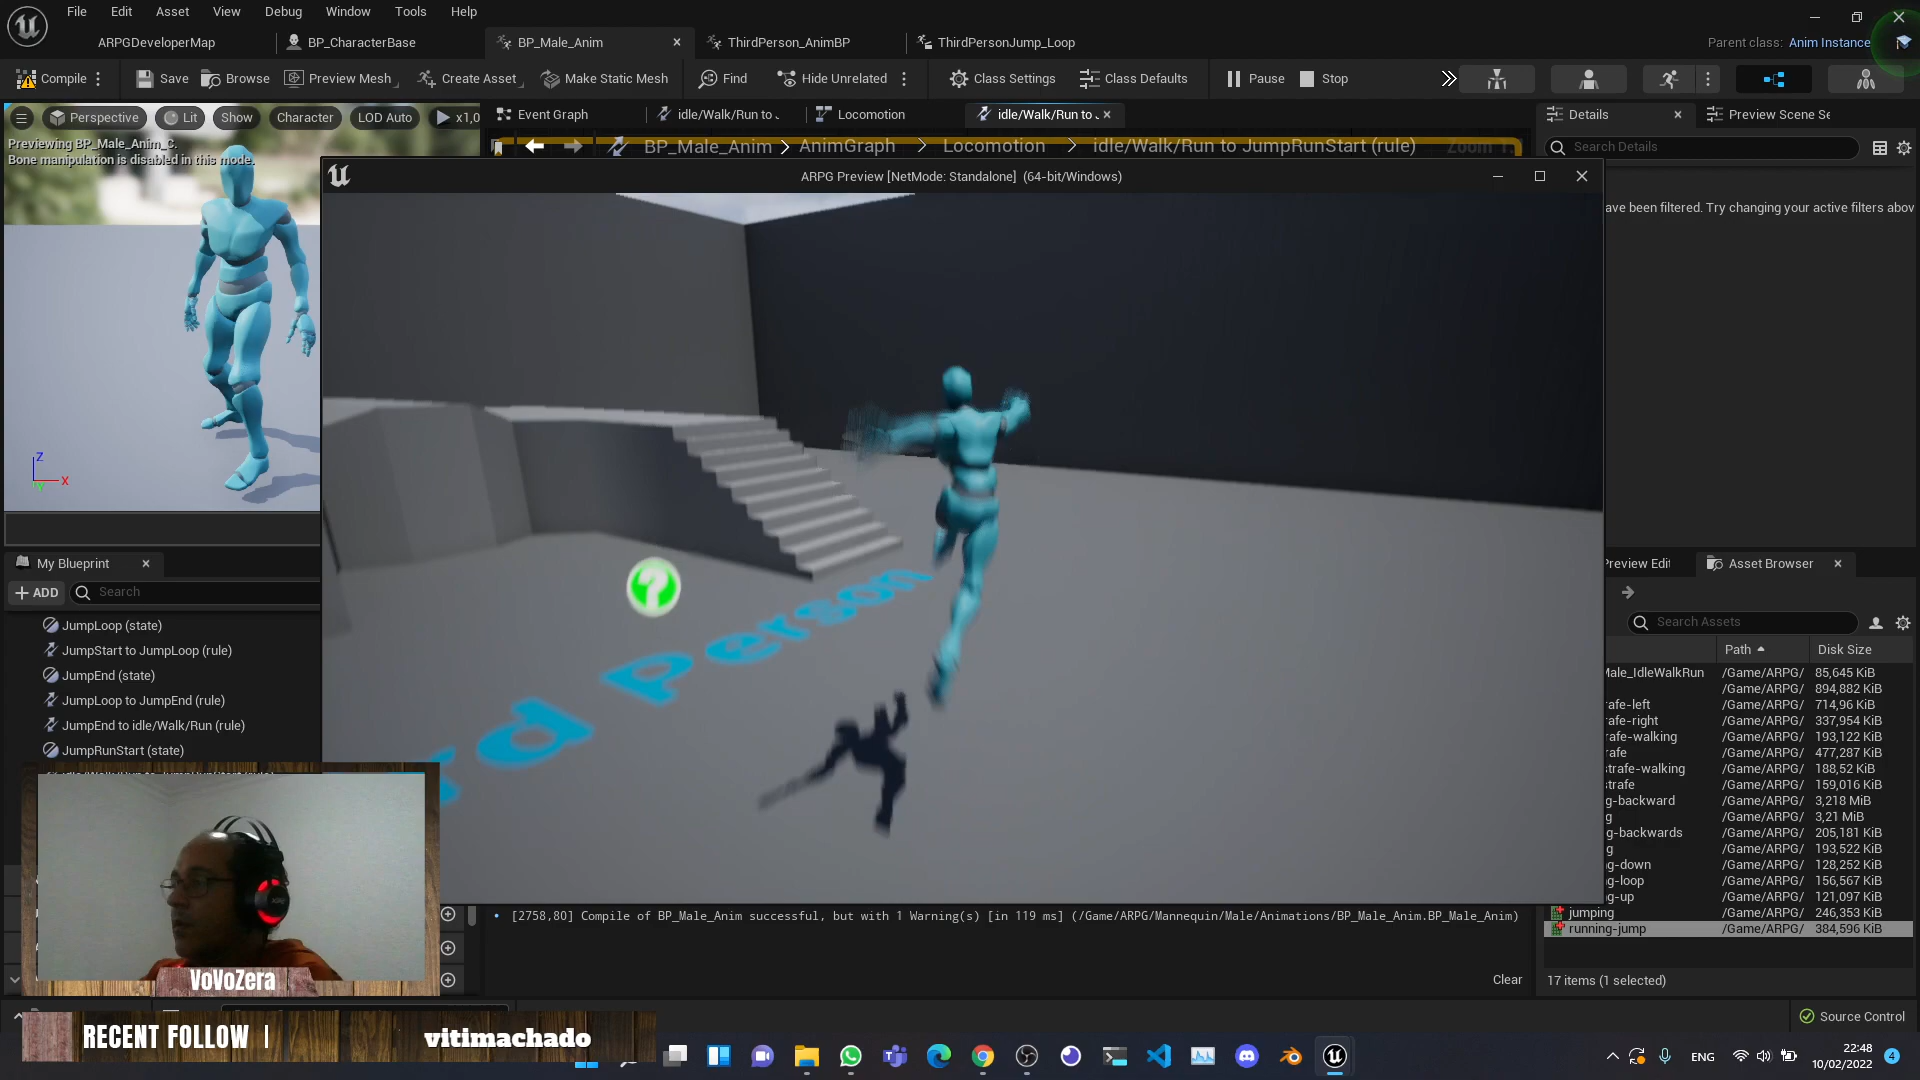 File Edit Asset View Debug Window Tools Help
ARPGDeveloperMap BP_CharacterBase BP_Male_Anim ThirdPerson_AnimBP ThirdPersonJump_Loop
Parent class: Anim Instance
Compile Save Browse Preview Mesh Create Asset Make Static Mesh Find Hide Unrelated Class Settings Class Defaults Pause Stop
Perspective Lit Show Character LOD Auto x1,0
Event Graph idle/Walk/Run to Locomotion idle/Walk/Run to
Details Preview Scene Se
Previewing BP_Male_Anim_C.
Bone manipulation is disabled in this mode.
BP_Male_Anim > AnimGraph > Locomotion > idle/Walk/Run to JumpRunStart (rule)
Search Details
ARPG Preview [NetMode: Standalone] (64-bit/Windows)
ave been filtered. Try changing your active filters abov
Z
X
d Person
My Blueprint
ADD Search
JumpLoop (state)
JumpStart to JumpLoop (rule)
JumpEnd (state)
JumpLoop to JumpEnd (rule)
JumpEnd to idle/Walk/Run (rule)
JumpRunStart (state)
Preview Edit Asset Browser
Search Assets
Path Disk Size
Male_IdleWalkRun /Game/ARPG/ 85,645 KiB
/Game/ARPG/ 894,882 KiB
rafe-left /Game/ARPG/ 714,96 KiB
rafe-right /Game/ARPG/ 337,954 KiB
rafe-walking /Game/ARPG/ 193,122 KiB
rafe /Game/ARPG/ 477,287 KiB
strafe-walking /Game/ARPG/ 188,52 KiB
strafe /Game/ARPG/ 159,016 KiB
g-backward /Game/ARPG/ 3,218 MiB
g /Game/ARPG/ 3,21 MiB
g-backwards /Game/ARPG/ 205,181 KiB
g /Game/ARPG/ 193,522 KiB
g-down /Game/ARPG/ 128,252 KiB
g-loop /Game/ARPG/ 156,567 KiB
g-up /Game/ARPG/ 121,097 KiB
jumping /Game/ARPG/ 246,353 KiB
running-jump /Game/ARPG/ 384,596 KiB
[2758,80] Compile of BP_Male_Anim successful, but with 1 Warning(s) [in 119 ms] (/Game/ARPG/Mannequin/Male/Animations/BP_Male_Anim.BP_Male_Anim)
Clear
17 items (1 selected)
VoVoZera
Source Control
RECENT FOLLOW | vitimachado
ENG
22:48
10/02/2022
4